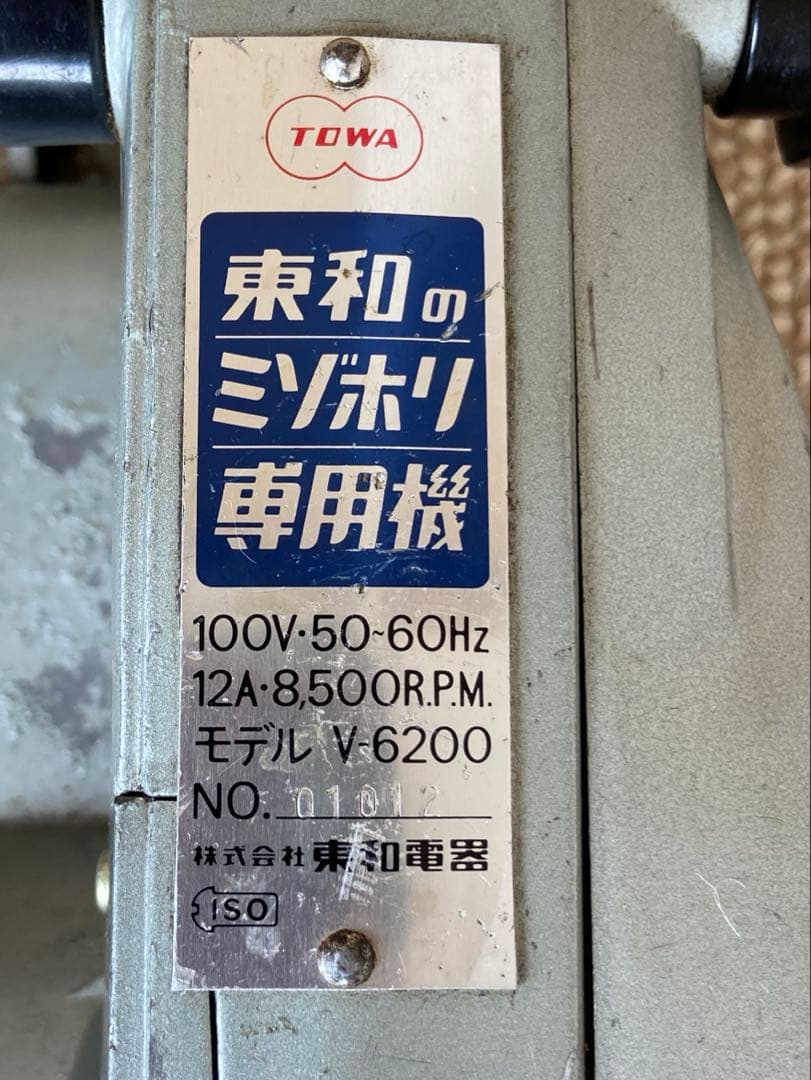 TOWA
東和の
ミゾホリ
専用機
100V・50~60Hz
12A・8,500R.P.M.
モデル V-6200
NO. 01012
株式会社 東和電器
ISO